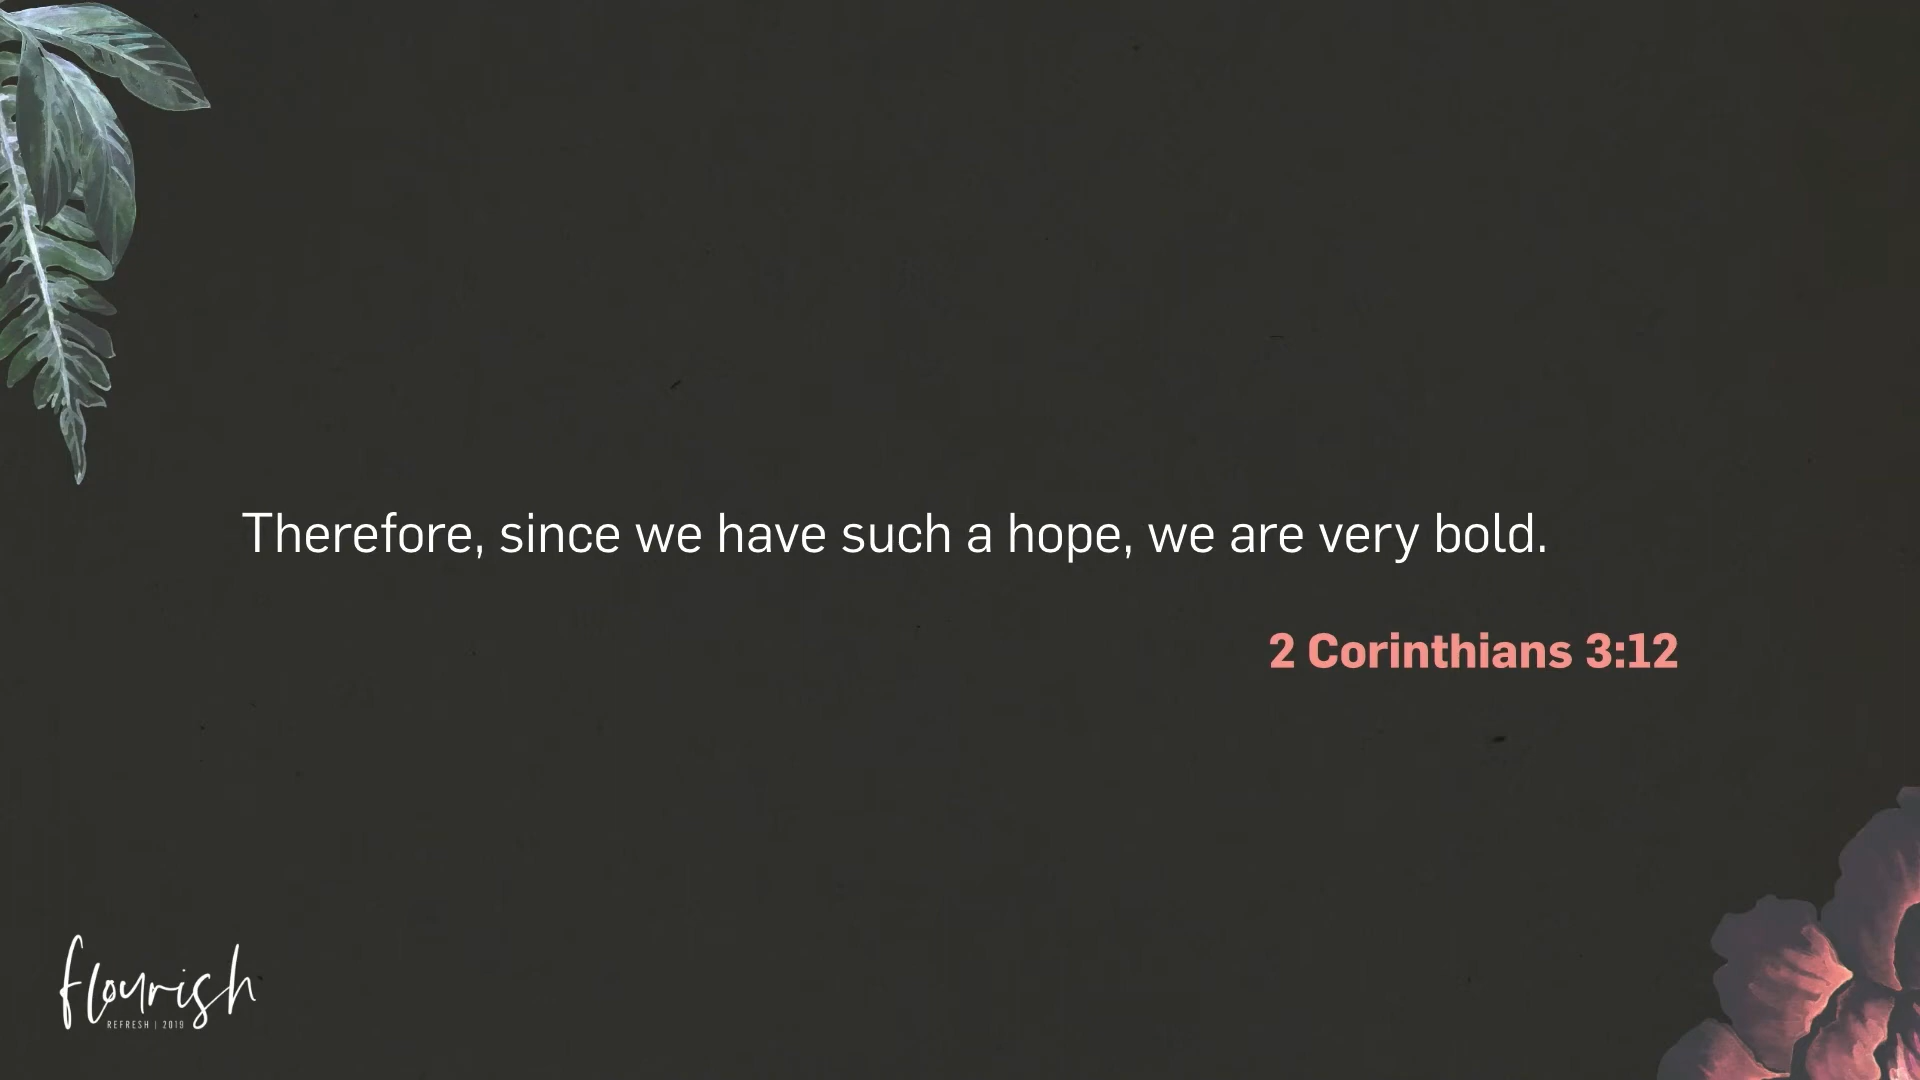 Therefore, since we have such a hope, we are very bold.
2 Corinthians 3:12
flourish
REFRESH | 2019